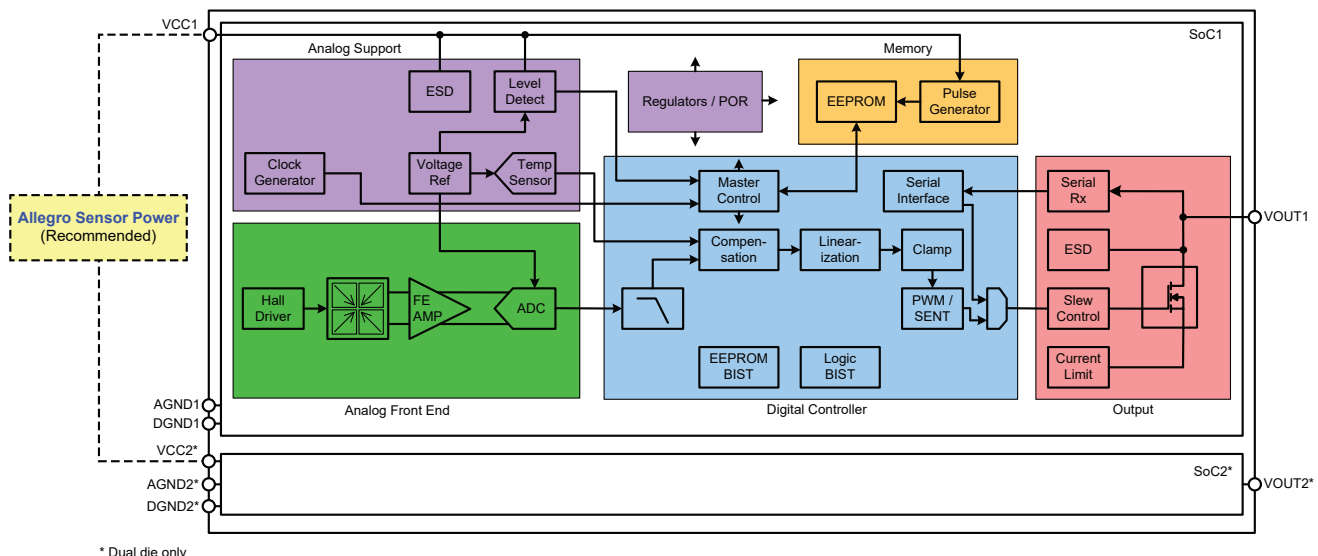 VCC1
SoC1
Analog Support
Memory
ESD
Level
Detect
Regulators / POR
EEPROM
Pulse
Generator
Clock
Generator
Voltage
Ref
Temp
Sensor
Master
Control
Serial
Interface
Serial
Rx
VOUT1
Allegro Sensor Power
(Recommended)
Compen-
sation
Linear-
ization
Clamp
ESD
Hall
Driver
FE
AMP
ADC
PWM /
SENT
Slew
Control
EEPROM
BIST
Logic
BIST
Current
Limit
AGND1
DGND1
Analog Front End
Digital Controller
Output
VCC2*
SoC2*
AGND2*
VOUT2*
DGND2*
* Dual die only